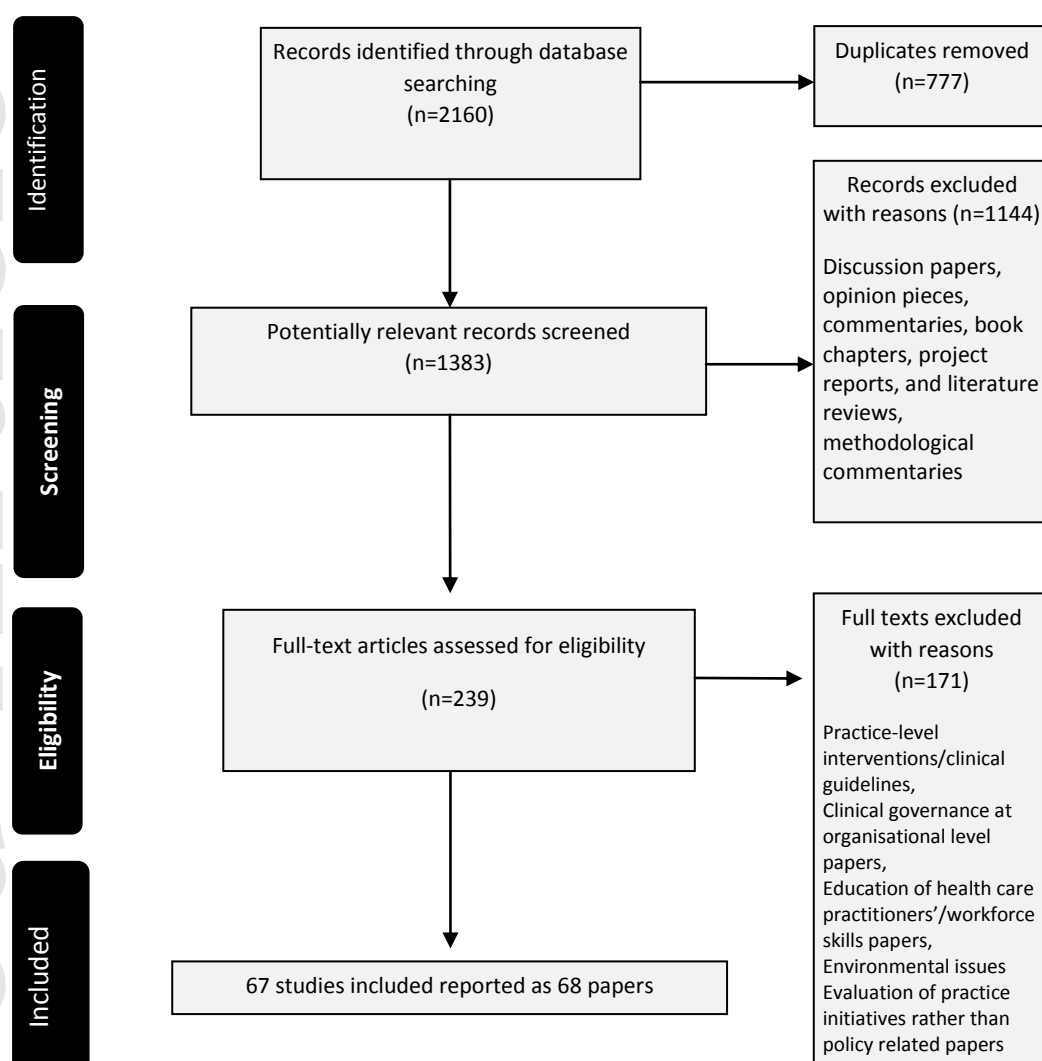 Identification
Records identified through database
searching
(n=2160)
Duplicates removed
(n=777)
Records excluded
with reasons (n=1144)
Discussion papers,
opinion pieces,
commentaries, book
chapters, project
reports, and literature
reviews,
methodological
commentaries
Screening
Potentially relevant records screened
(n=1383)
Eligibility
Full-text articles assessed for eligibility
(n=239)
Full texts excluded
with reasons
(n=171)
Practice-level
interventions/clinical
guidelines,
Clinical governance at
organisational level
papers,
Education of health care
practitioners’/workforce
skills papers,
Environmental issues
Evaluation of practice
initiatives rather than
policy related papers
Included
67 studies included reported as 68 papers